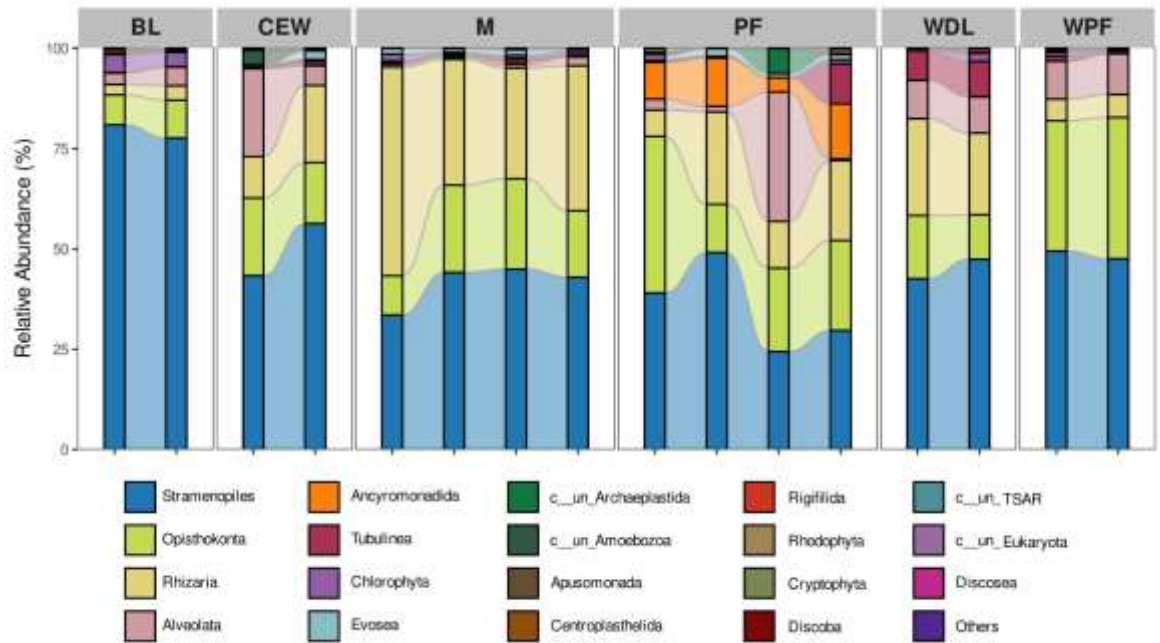 BL CEW M PF WDL WPF
100
75
50
25
0
Relative Abundance (%)
Stramenopiles Ancyromonadida c__un_Archaeplastida Rigifilida c__un_TSAR
Opisthokonta Tubulinea c__un_Amoebozoa Rhodophyta c__un_Eukaryota
Rhizaria Chlorophyta Apusomonada Cryptophyta Discosea
Alveolata Evosea Centroplasthelida Discoba Others